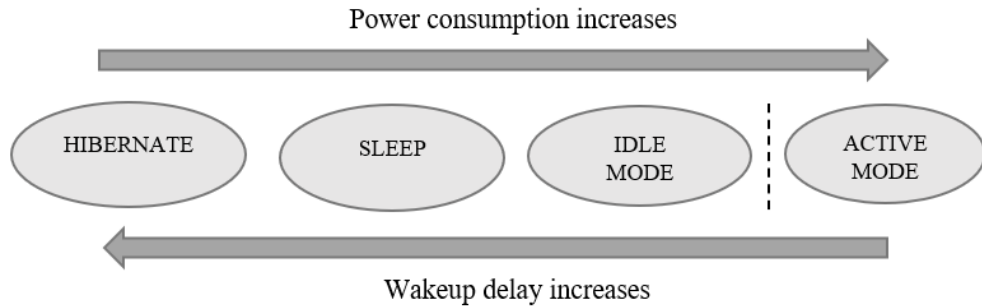 Power consumption increases
HIBERNATE
SLEEP
IDLE
MODE
ACTIVE
MODE
Wakeup delay increases